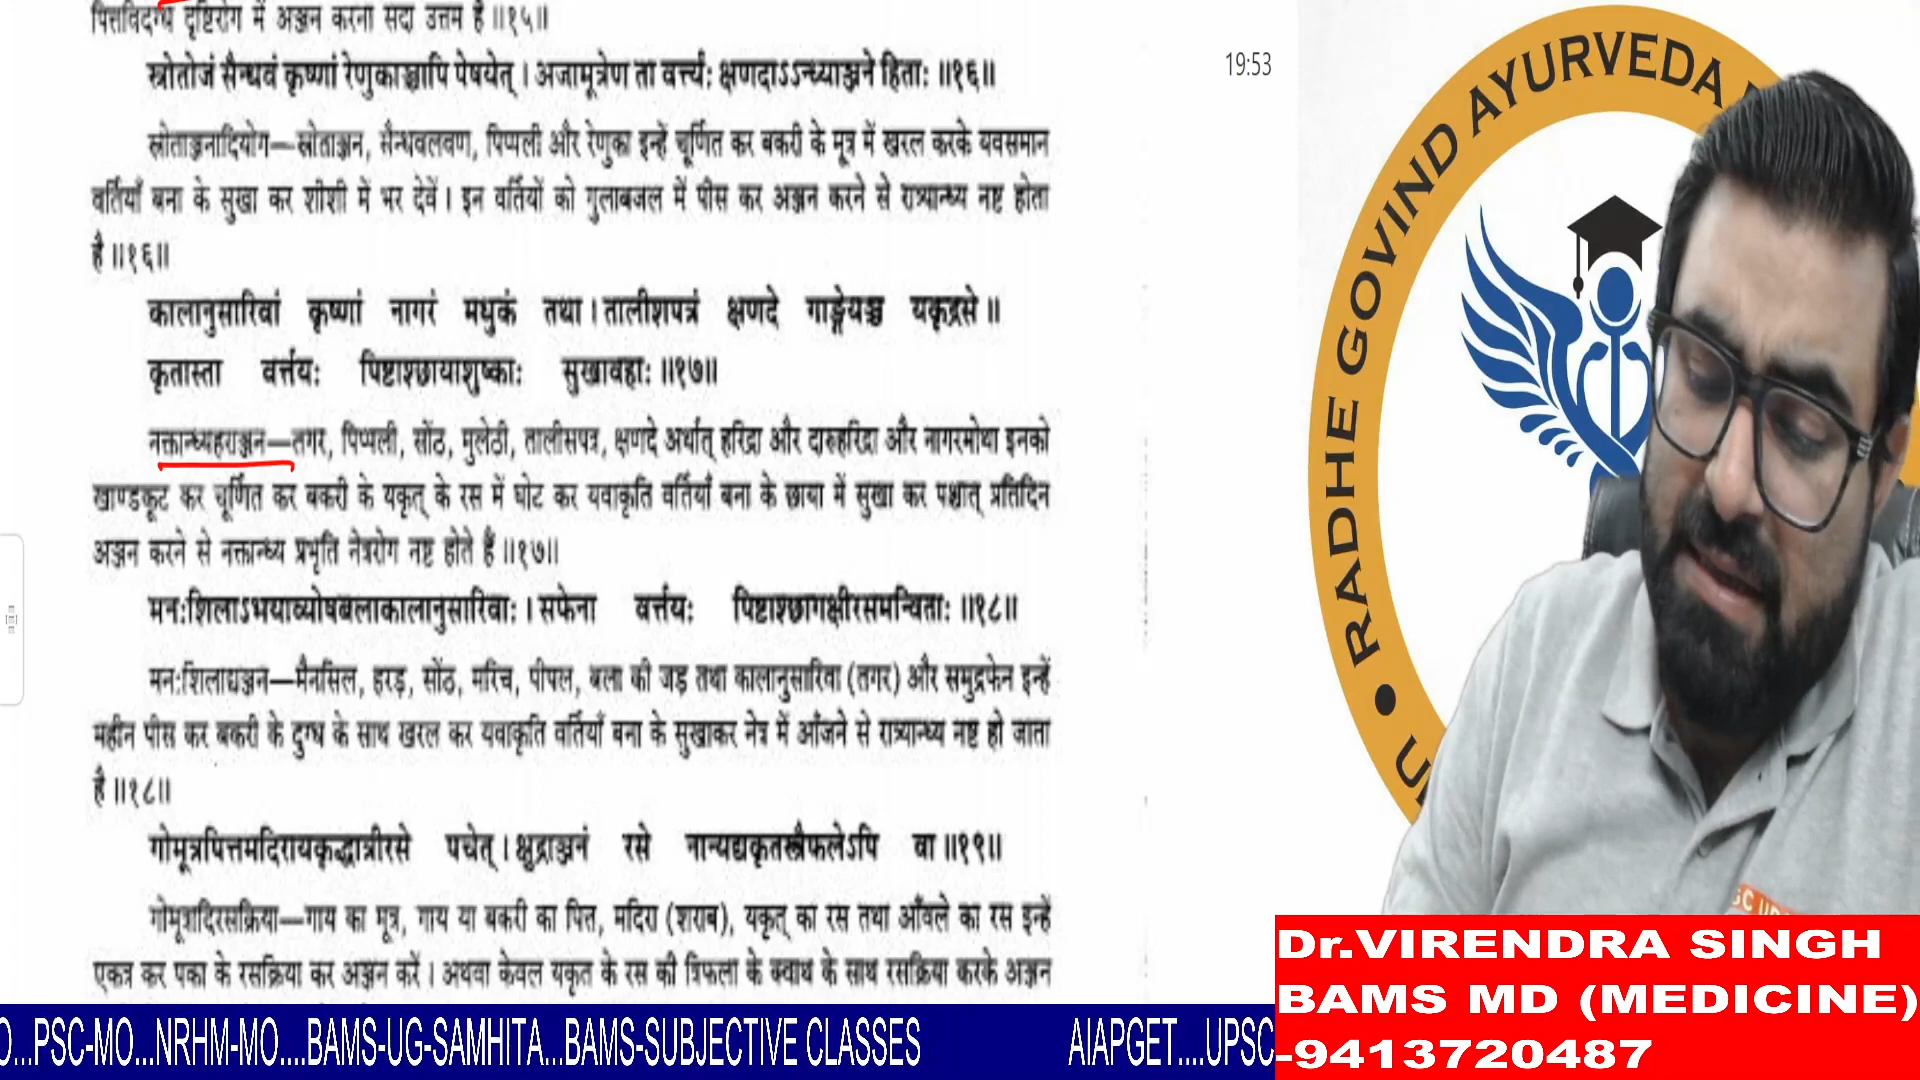 पित्तविदग्ध दृष्टिरोग में अञ्जन करना सदा उत्तम है ॥१५॥
स्त्रोतोजं सैन्धवं कृष्णां रेणुकाञ्चापि पेषयेत् । अजामूत्रेण ता वर्त्त्यः क्षणदाऽऽन्ध्याञ्जने हिताः ॥१६॥
स्रोताञ्जनादियोग—स्रोताञ्जन, सैन्धवलवण, पिप्पली और रेणुका इन्हें चूर्णित कर बकरी के मूत्र में खरल करके यवसमान
वर्तियाँ बना के सुखा कर शीशी में भर देवें । इन वर्तियों को गुलाबजल में पीस कर अञ्जन करने से रात्र्यान्ध्य नष्ट होता
है ॥१६॥
कालानुसारिवां कृष्णां नागरं मधुकं तथा । तालीशपत्रं क्षणदे गाङ्गेयञ्च यकृद्रसे ॥
कृतास्ता वर्त्तयः पिष्टाश्छायाशुष्काः सुखावहाः ॥१७॥
नक्तान्ध्यहराञ्जन—तगर, पिप्पली, सोंठ, मुलेठी, तालीसपत्र, क्षणदे अर्थात् हरिद्रा और दारुहरिद्रा और नागरमोथा इनको
खाण्डकूट कर चूर्णित कर बकरी के यकृत् के रस में घोट कर यवाकृति वर्तियाँ बना के छाया में सुखा कर पश्चात् प्रतिदिन
अञ्जन करने से नक्तान्ध्य प्रभृति नेत्ररोग नष्ट होते हैं ॥१७॥
मनःशिलाऽभयाव्योषबलाकालानुसारिवाः । सफेना वर्त्तयः पिष्टाश्छागक्षीरसमन्विताः ॥१८॥
मनःशिलाद्यञ्जन—मैनसिल, हरड़, सोंठ, मरिच, पीपल, बला की जड़ तथा कालानुसारिवा (तगर) और समुद्रफेन इन्हें
महीन पीस कर बकरी के दुग्ध के साथ खरल कर यवाकृति वर्तियाँ बना के सुखाकर नेत्र में आँजने से रात्र्यान्ध्य नष्ट हो जाता
है ॥१८॥
गोमूत्रपित्तमदिरायकृद्धात्रीरसे पचेत् । क्षुद्राञ्जनं रसे नान्यद्यकृतस्त्रैफलेऽपि वा ॥१९॥
गोमूत्रादिरसक्रिया—गाय का मूत्र, गाय या बकरी का पित्त, मदिरा (शराब), यकृत् का रस तथा आँवले का रस इन्हें
एकत्र कर पका के रसक्रिया कर अञ्जन करें । अथवा केवल यकृत के रस की त्रिफला के क्वाथ के साथ रसक्रिया करके अञ्जन
19:53
RADHE GOVIND AYURVEDA
Dr.VIRENDRA SINGH
BAMS MD (MEDICINE)
-9413720487
O...PSC-MO...NRHM-MO....BAMS-UG-SAMHITA...BAMS-SUBJECTIVE CLASSES AIAPGET....UPSC